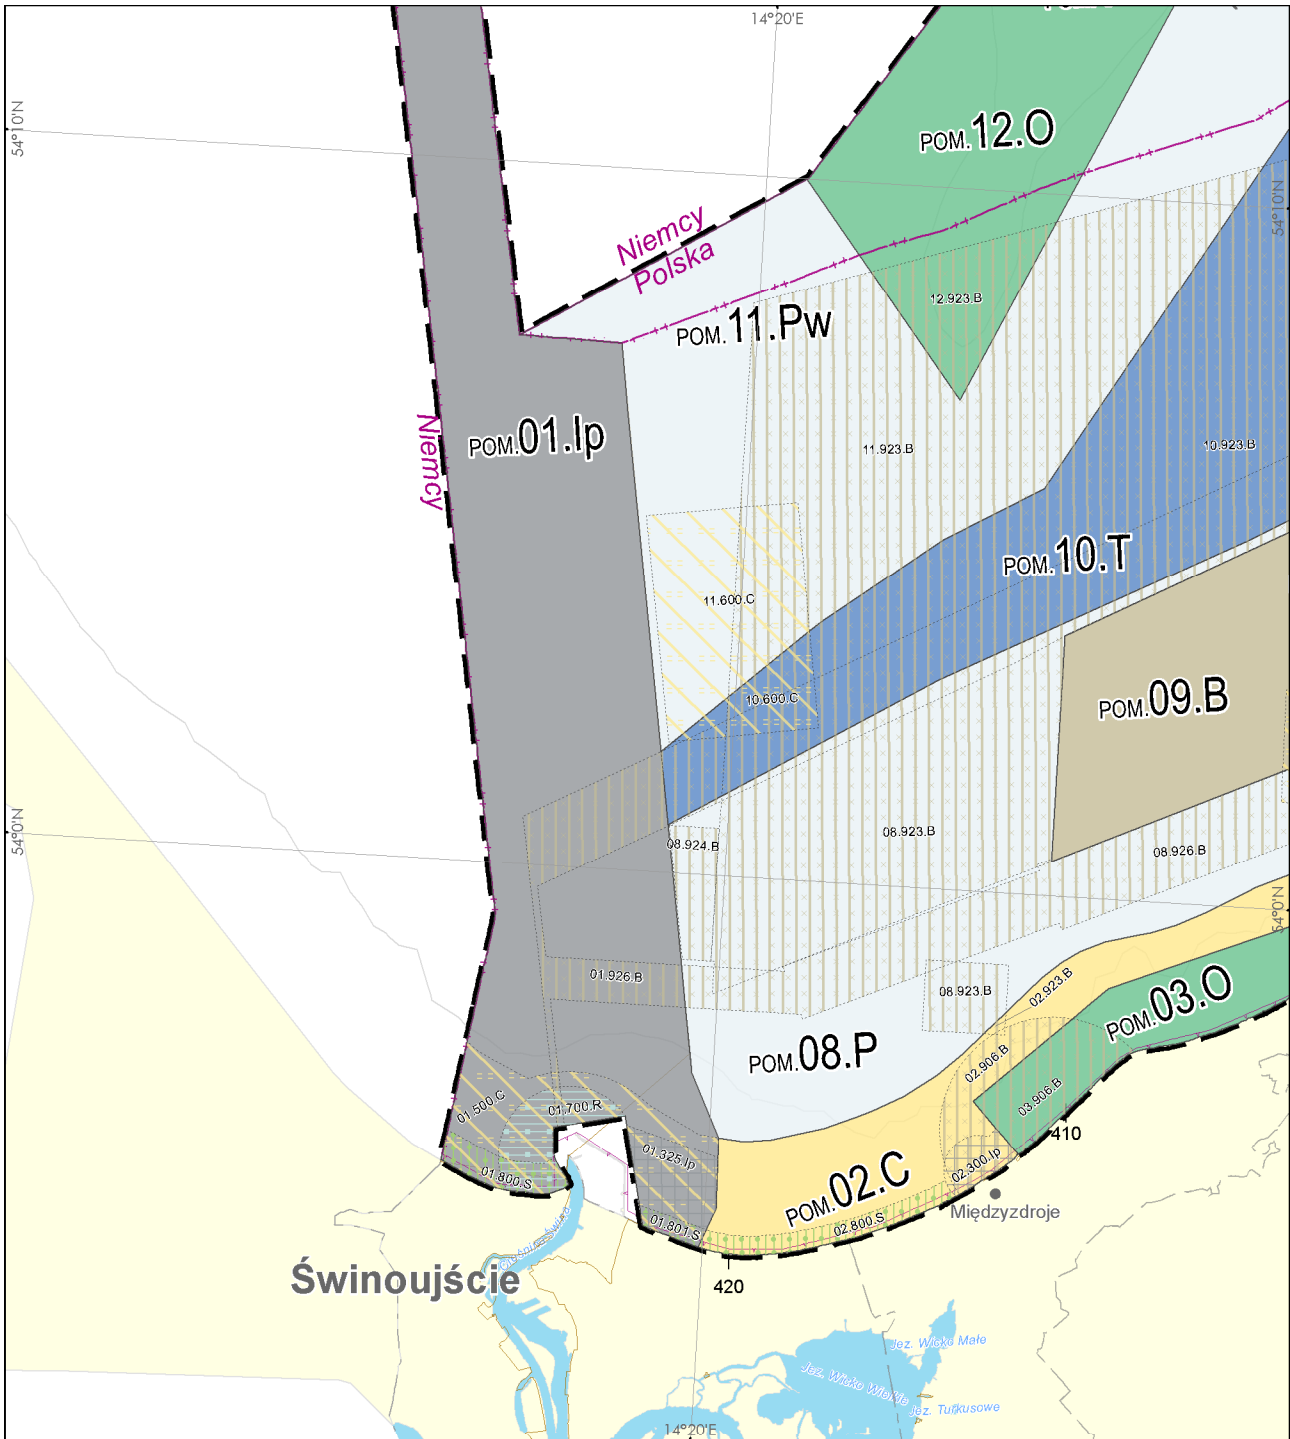 14°20'E
54°10'N
POM.12.O
54°10'N
Niemcy
Polska
12.923.B
POM.11.Pw
Niemcy
POM.01.Ip
11.923.B
10.923.B
POM.10.T
11.600.C
10.600.C
POM.09.B
54°0'N
08.924.B
08.923.B
08.926.B
54°0'N
01.926.B
08.923.B
02.923.B
POM.03.O
POM.08.P
02.906.B
03.906.B
01.500.C
01.700.R
410
01.325.Ip
02.300.Ip
01.800.S
POM.02.C
Międzyzdroje
01.801.S
02.800.S
Cieśnina Świna
Świnoujście
420
Jez. Wicko Małe
Jez. Wicko Wielkie
Jez. Turkusowe
14°20'E